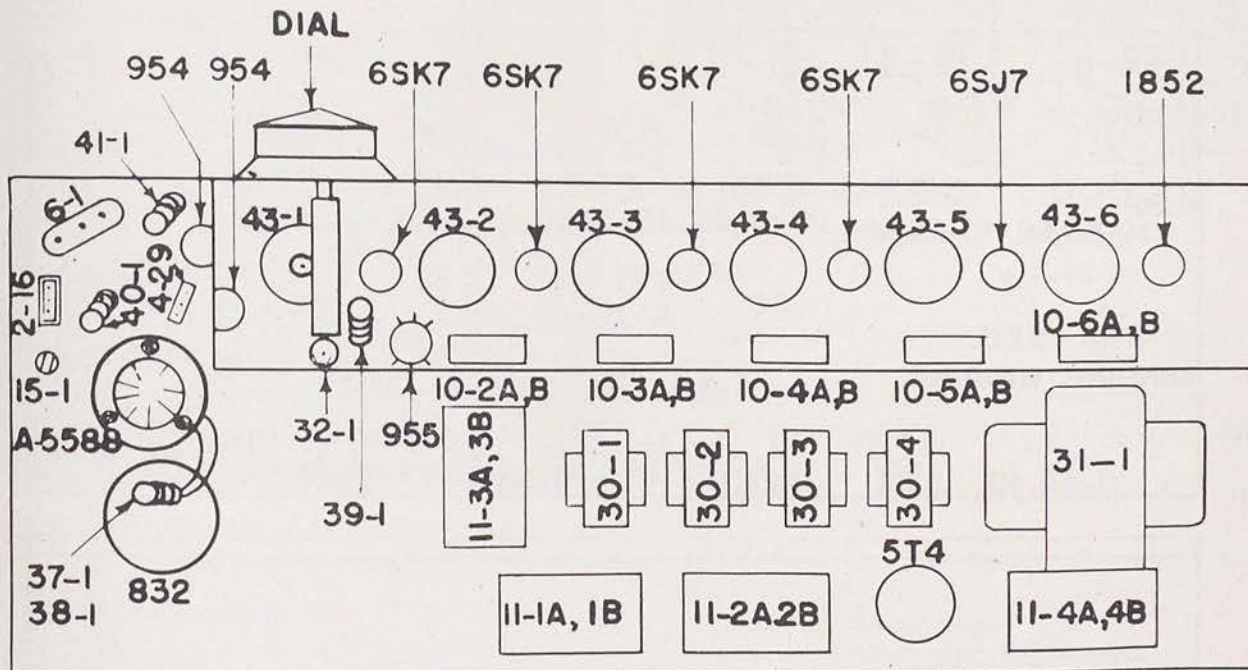 DIAL
954 954 6SK7 6SK7 6SK7 6SK7 6SJ7 1852
41-1
6-1
43-1 43-2 43-3 43-4 43-5 43-6
2-16
40-1
4-29
10-6A,B
15-1
10-2A,B 10-3A,B 10-4A,B 10-5A,B
A-5588
32-1 955
11-3A,3B
30-1 30-2 30-3 30-4
31-1
39-1
37-1
38-1
832
5T4
11-1A, 1B 11-2A2B 11-4A,4B